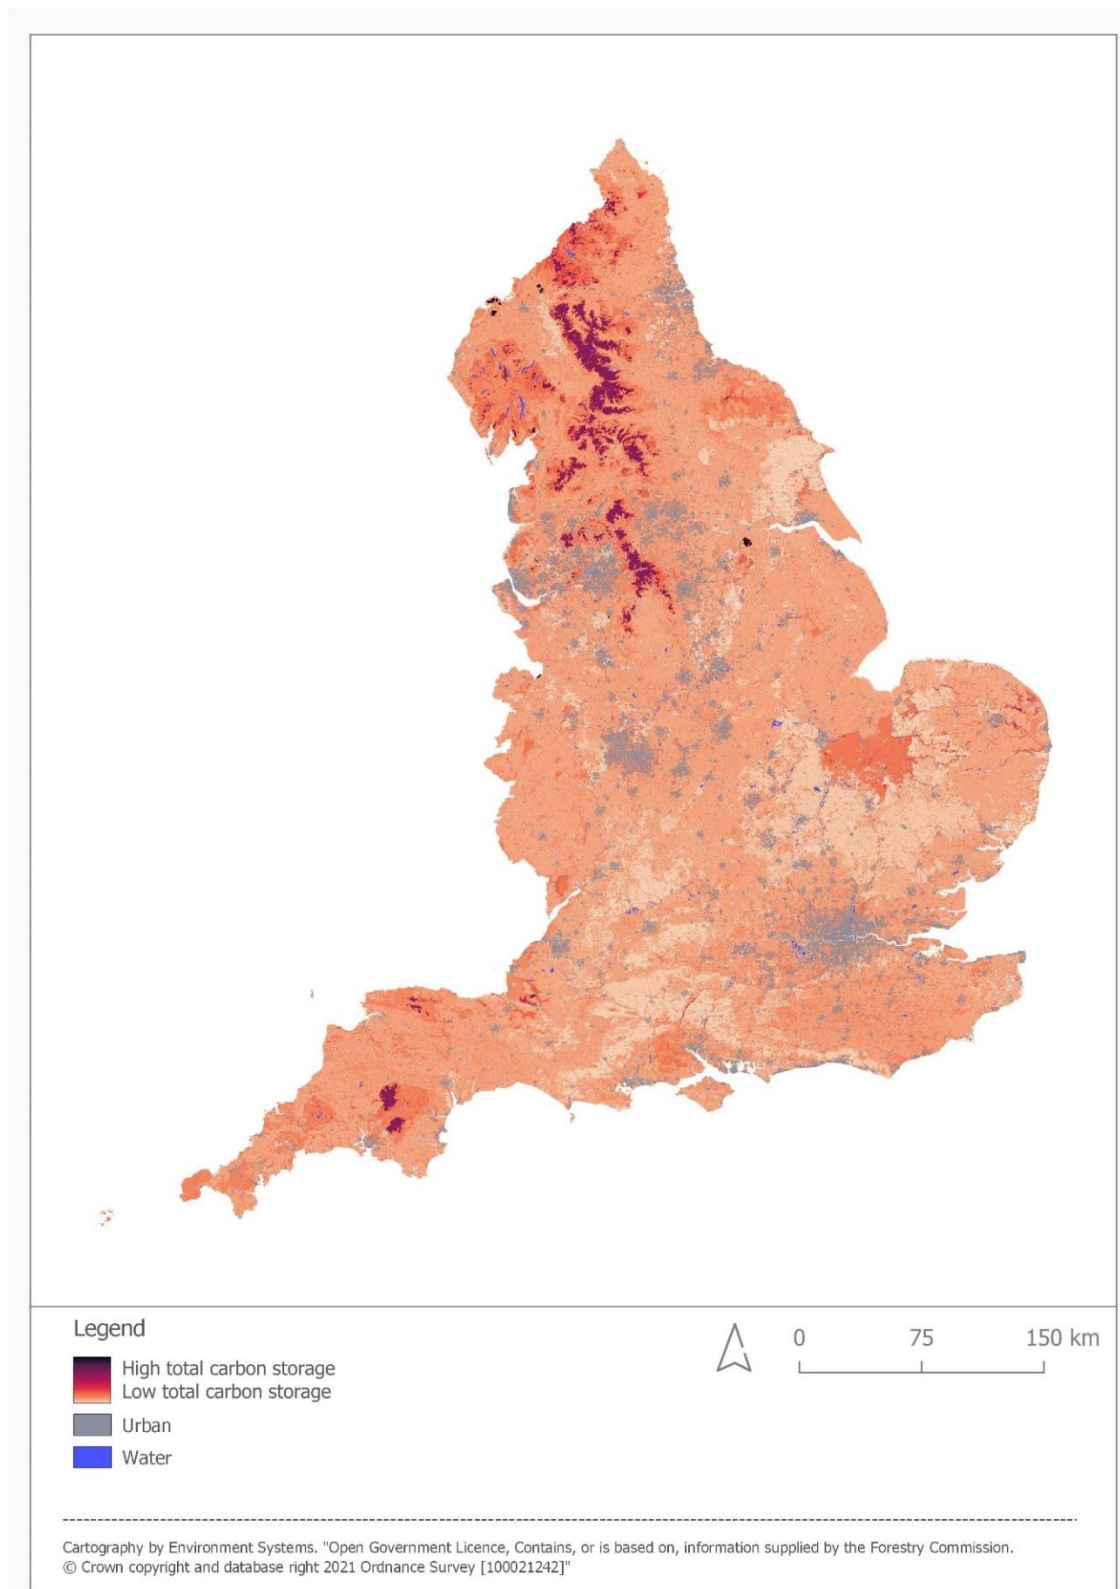 Legend
High total carbon storage
Low total carbon storage
Urban
Water
0 75 150 km
Cartography by Environment Systems. "Open Government Licence, Contains, or is based on, information supplied by the Forestry Commission.
© Crown copyright and database right 2021 Ordnance Survey [100021242]"